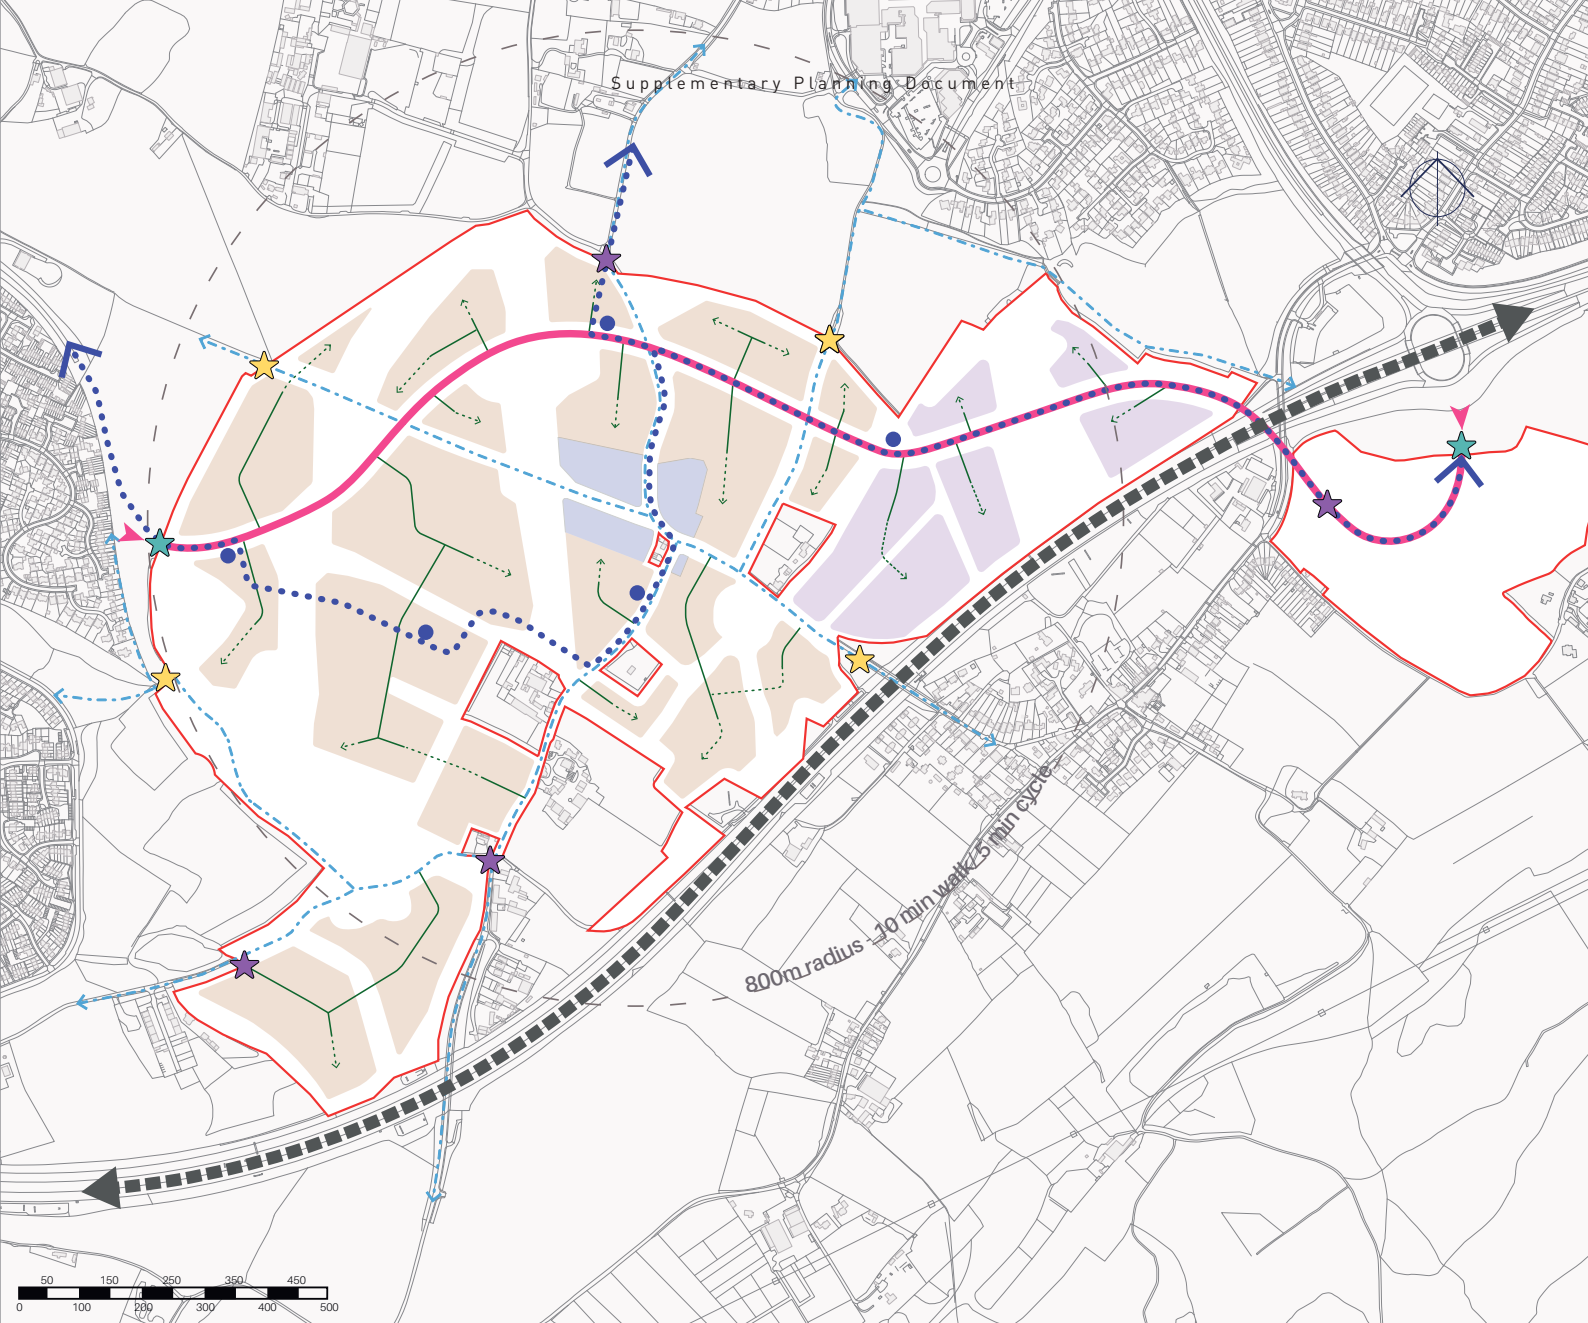 Supplementary Planning Document
800m radius - 10 min walk/ 5 min cycle
50 150 250 350 450
0 100 200 300 400 500